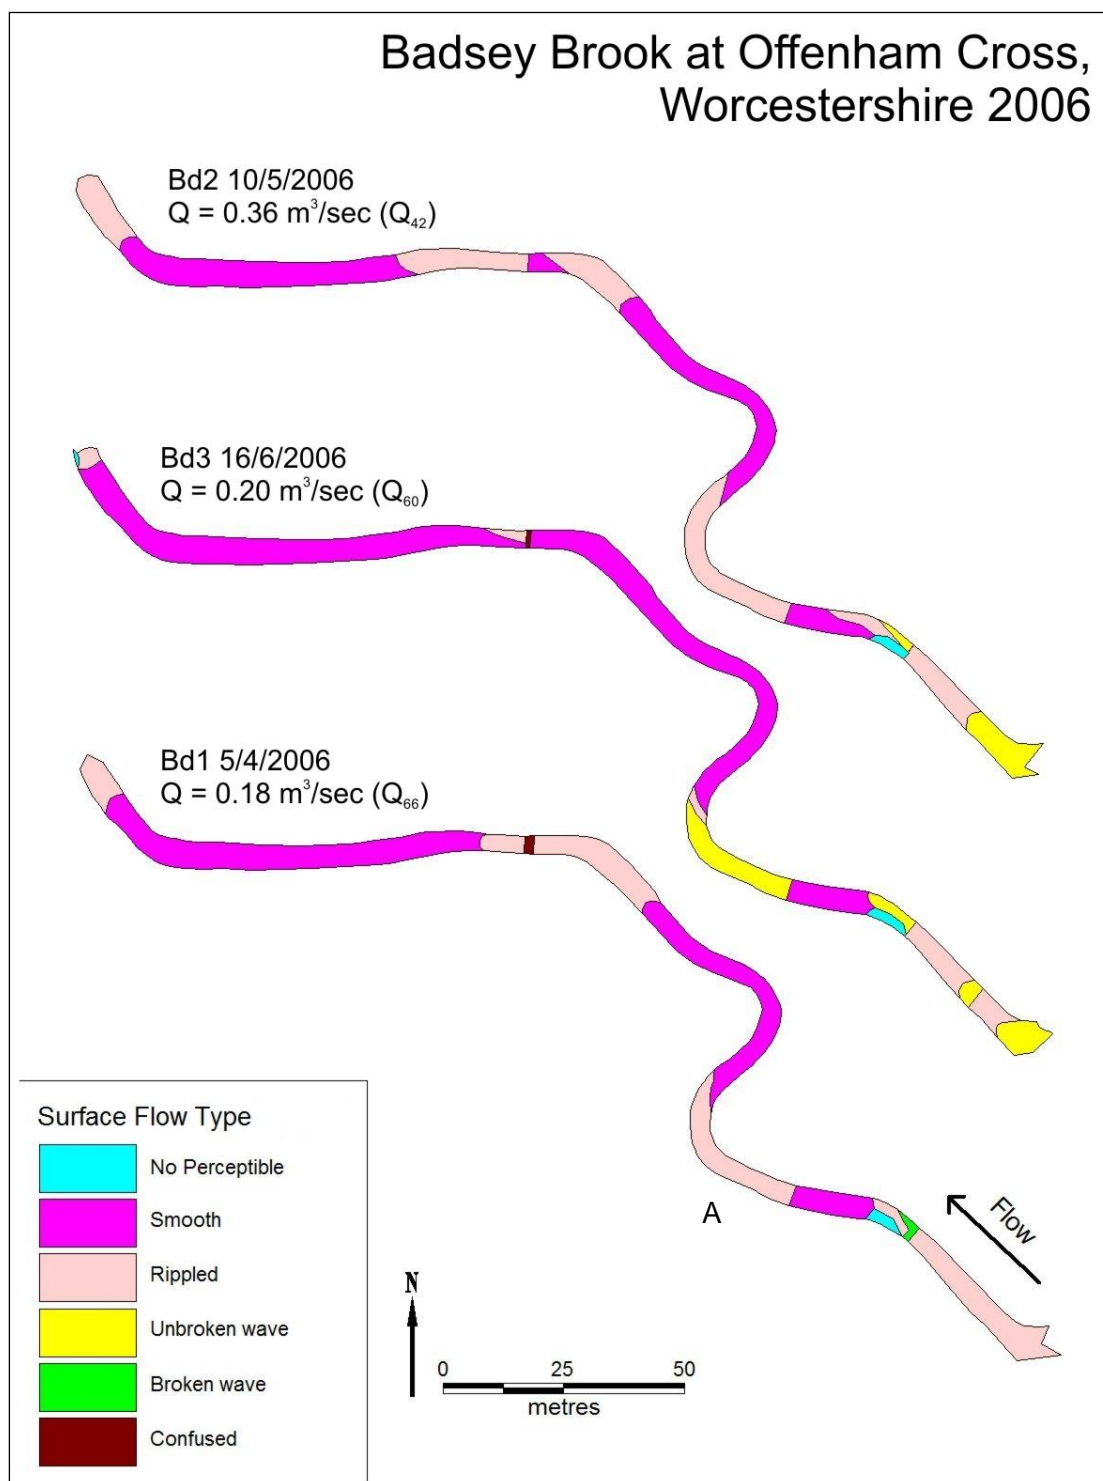 Badsey Brook at Offenham Cross,
Worcestershire 2006
Bd2 10/5/2006
Q = 0.36 m³/sec (Q₄₂)
Bd3 16/6/2006
Q = 0.20 m³/sec (Q₆₀)
Bd1 5/4/2006
Q = 0.18 m³/sec (Q₆₆)
A
Flow
N
0 25 50
metres
Surface Flow Type
No Perceptible
Smooth
Rippled
Unbroken wave
Broken wave
Confused